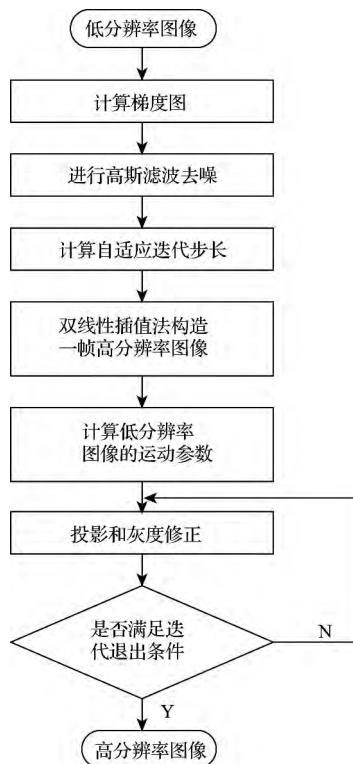 低分辨率图像
计算梯度图
进行高斯滤波去噪
计算自适应迭代步长
双线性插值法构造
一帧高分辨率图像
计算低分辨率
图像的运动参数
投影和灰度修正
是否满足迭
代退出条件
N
Y
高分辨率图像